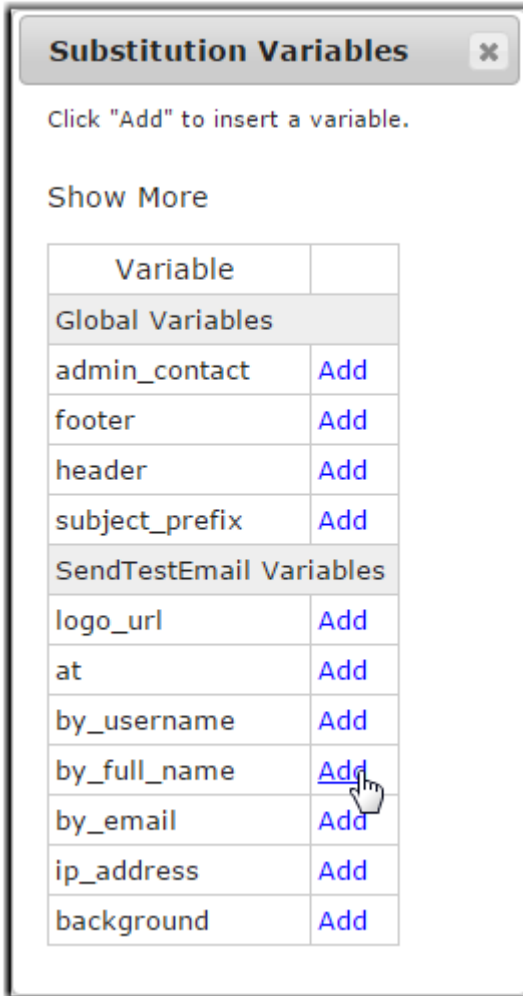 Substitution Variables
Click "Add" to insert a variable.
Show More
Variable
Global Variables
admin_contact Add
footer Add
header Add
subject_prefix Add
SendTestEmail Variables
logo_url Add
at Add
by_username Add
by_full_name Add
by_email Add
ip_address Add
background Add